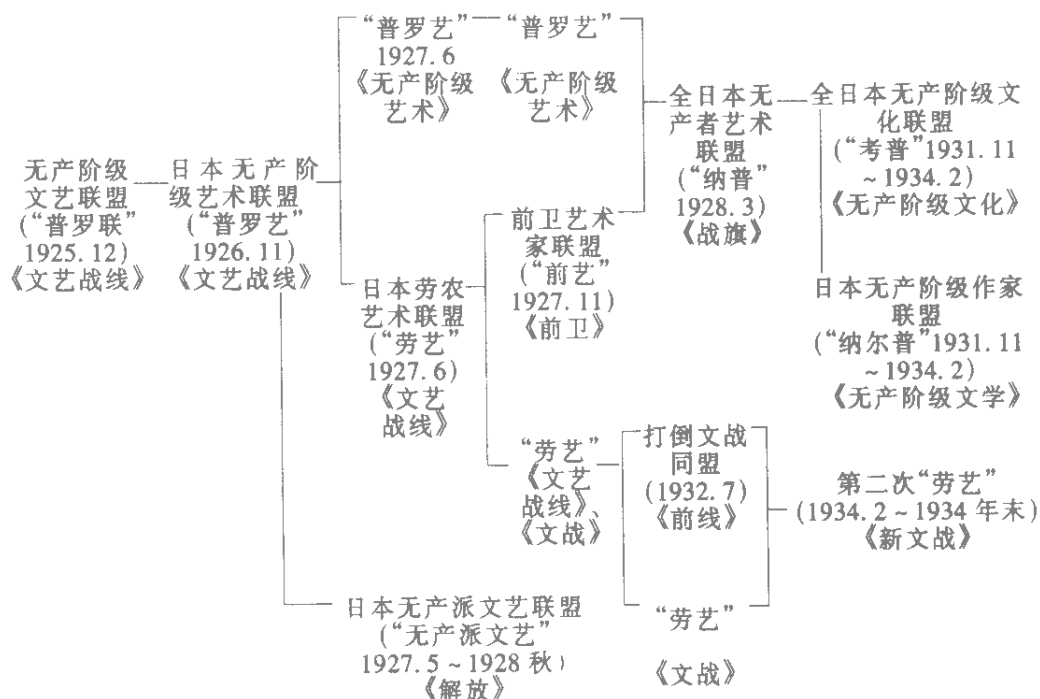 “普罗艺”
1927.6
《无产阶级
艺术》
“普罗艺”
《无产阶级
艺术》
全日本无
产者艺术
联盟
(“纳普”
1928.3)
《战旗》
全日本无产阶级文
化联盟
(“考普”1931.11
~1934.2)
《无产阶级文化》
无产阶级
文艺联盟
(“普罗联”
1925.12)
《文艺战线》
日本无产阶
级艺术联盟
(“普罗艺”
1926.11)
《文艺战线》
前卫艺术
家联盟
(“前艺”
1927.11)
《前卫》
日本劳农
艺术联盟
(“劳艺”
1927.6)
《文艺
战线》
日本无产阶级作家
联盟
(“纳尔普”1931.11
~1934.2)
《无产阶级文学》
“劳艺”
《文艺
战线》、
《文战》
打倒文战
同盟
(1932.7)
《前线》
第二次“劳艺”
(1934.2~1934年末)
《新文战》
日本无产派文艺联盟
(“无产派文艺”
1927.5~1928秋)
《解放》
“劳艺”
《文战》